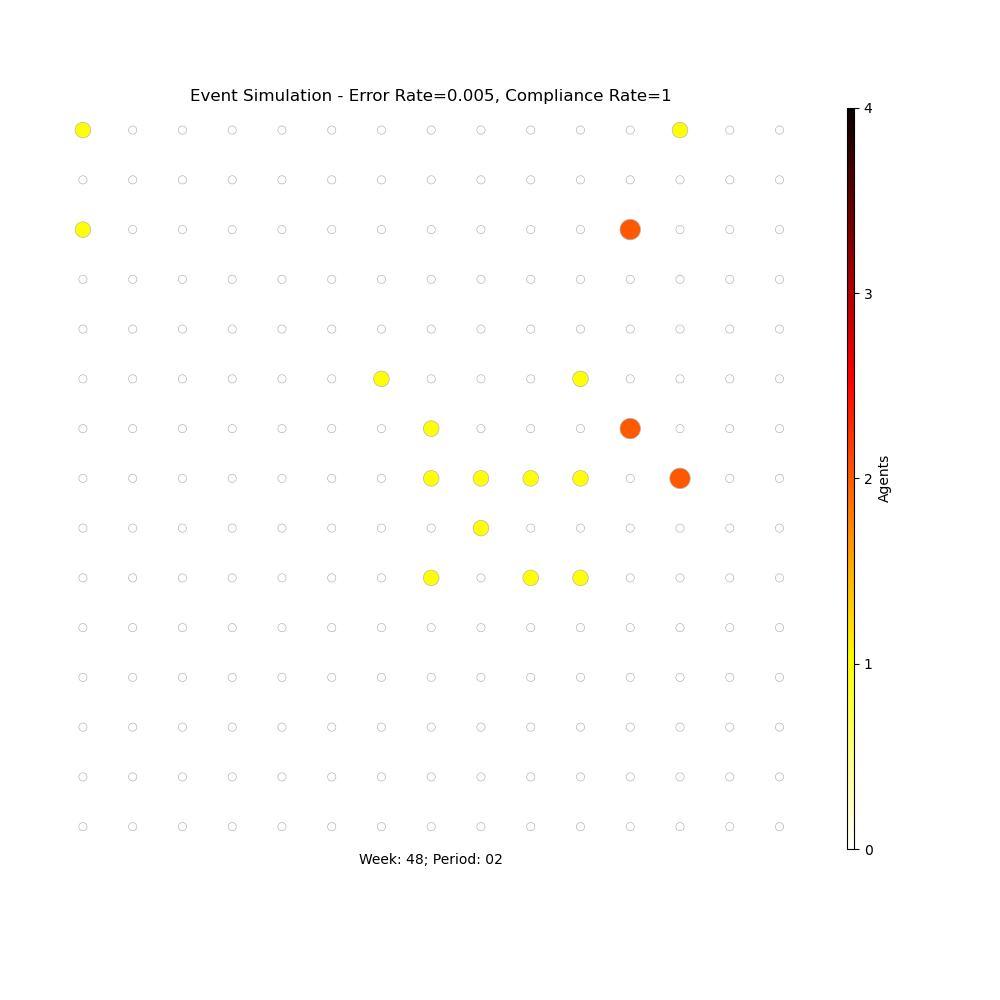 Event Simulation - Error Rate=0.005, Compliance Rate=1
4
3
2
1
0
Agents
Week: 48; Period: 02